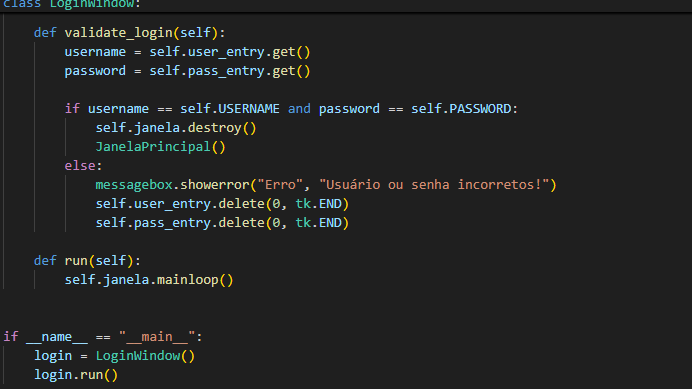 class LoginWindow:
def validate_login(self):
username = self.user_entry.get()
password = self.pass_entry.get()
if username == self.USERNAME and password == self.PASSWORD:
self.janela.destroy()
JanelaPrincipal()
else:
messagebox.showerror("Erro", "Usuário ou senha incorretos!")
self.user_entry.delete(0, tk.END)
self.pass_entry.delete(0, tk.END)
def run(self):
self.janela.mainloop()
if __name__ == "__main__":
login = LoginWindow()
login.run()